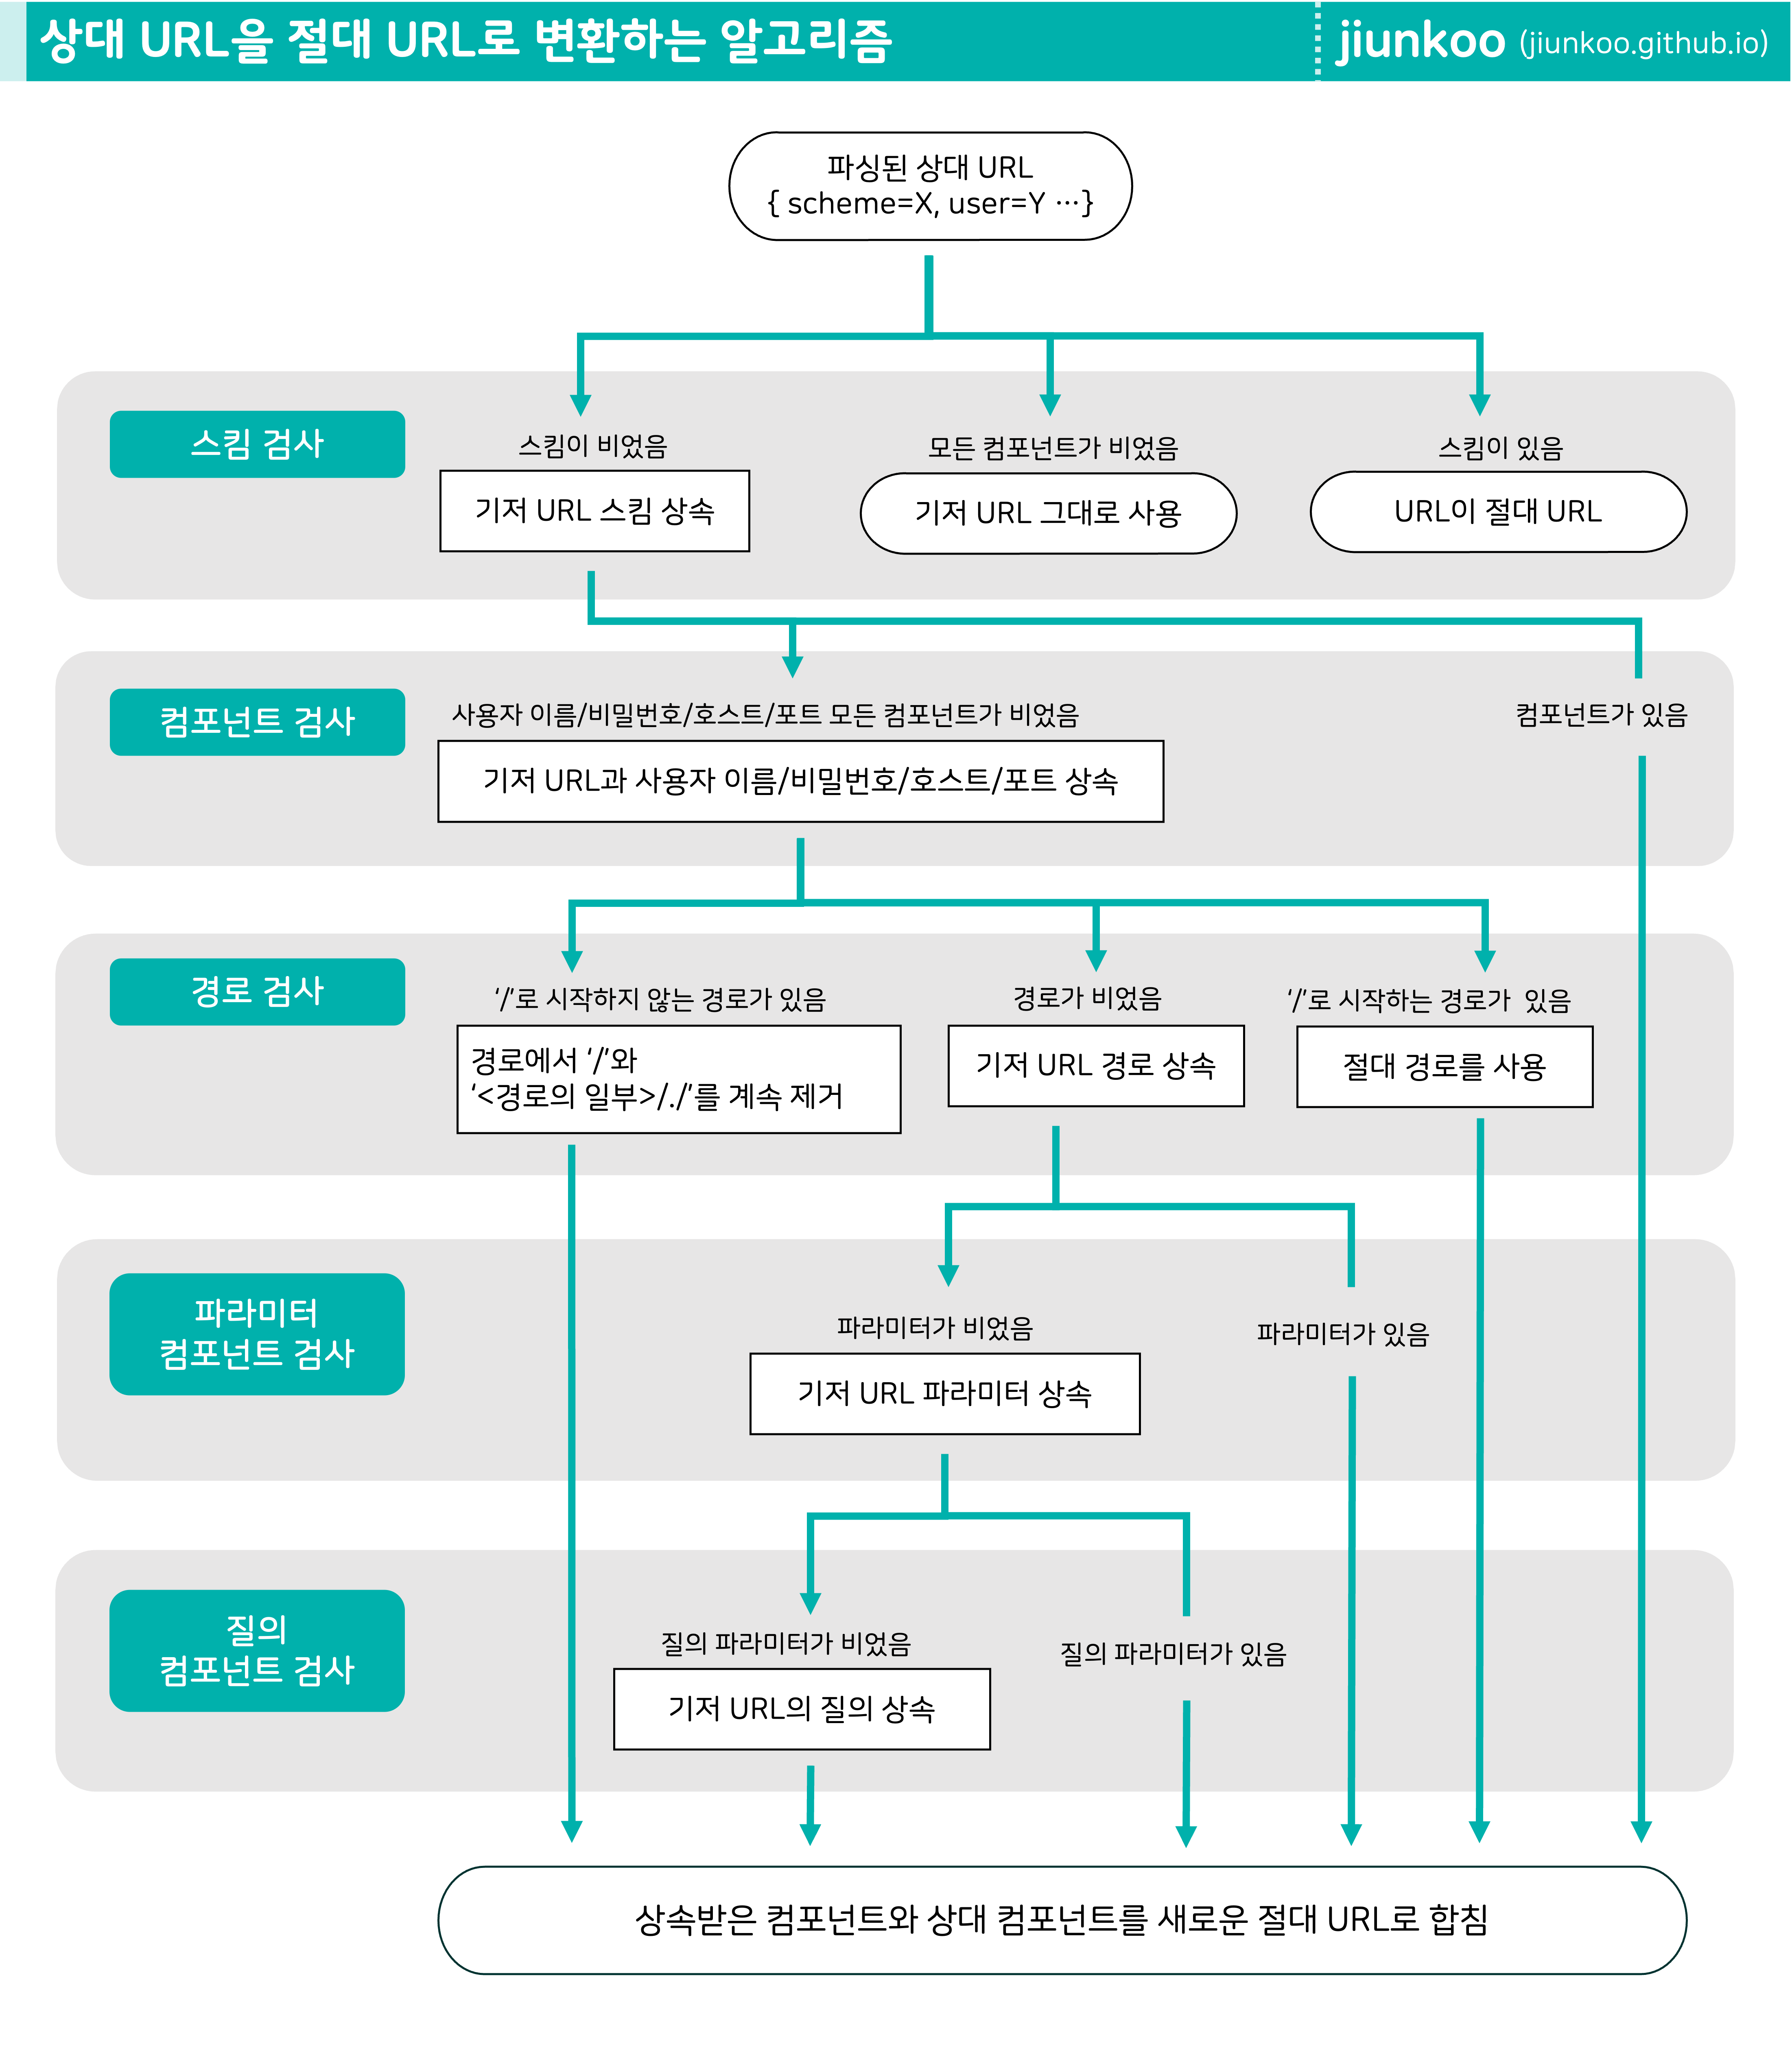 상대 URL을 절대 URL로 변환하는 알고리즘
jiunkoo (jiunkoo.github.io)
파싱된 상대 URL
{ scheme=X, user=Y ⋯}
스킴 검사
스킴이 비었음
모든 컴포넌트가 비었음
스킴이 있음
기저 URL 스킴 상속
기저 URL 그대로 사용
URL이 절대 URL
컴포넌트 검사
사용자 이름/비밀번호/호스트/포트 모든 컴포넌트가 비었음
컴포넌트가 있음
기저 URL과 사용자 이름/비밀번호/호스트/포트 상속
경로 검사
‘/’로 시작하지 않는 경로가 있음
경로가 비었음
‘/’로 시작하는 경로가 있음
경로에서 ‘/’와
‘<경로의 일부>/./’를 계속 제거
기저 URL 경로 상속
절대 경로를 사용
파라미터
컴포넌트 검사
파라미터가 비었음
파라미터가 있음
기저 URL 파라미터 상속
질의
컴포넌트 검사
질의 파라미터가 비었음
질의 파라미터가 있음
기저 URL의 질의 상속
상속받은 컴포넌트와 상대 컴포넌트를 새로운 절대 URL로 합침